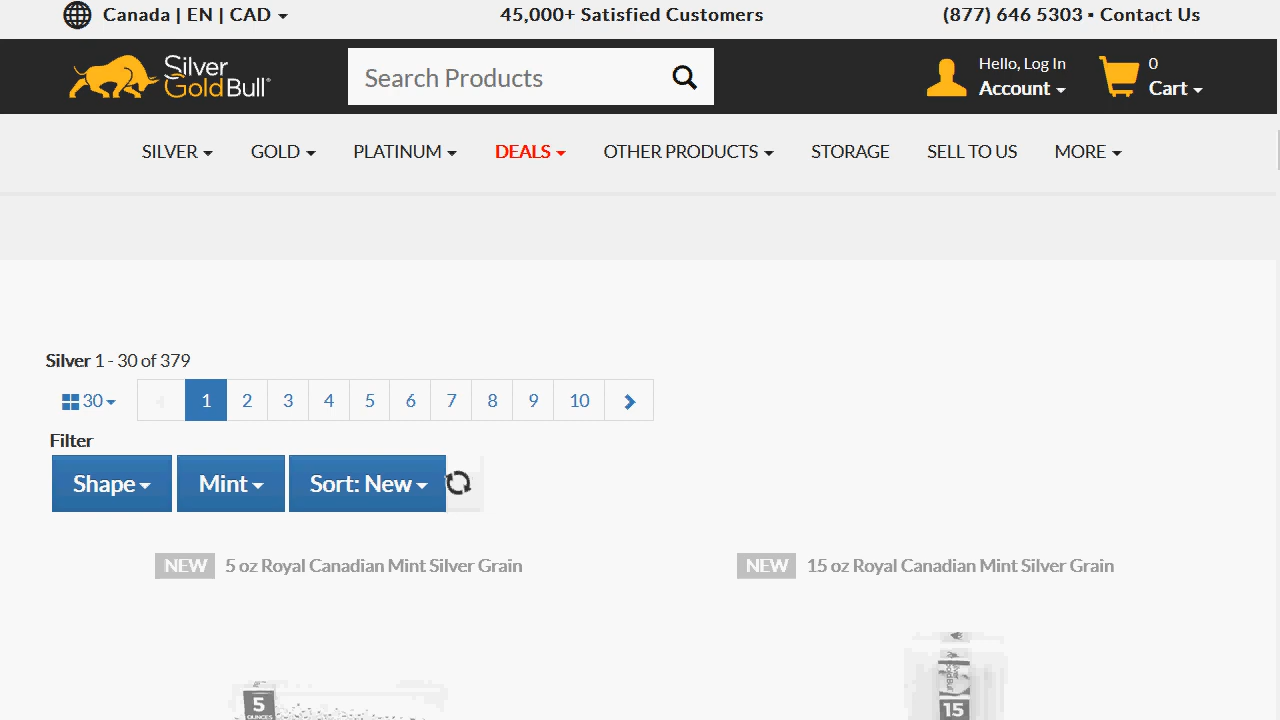 Canada | EN | CAD
45,000+ Satisfied Customers
(877) 646 5303 ▪ Contact Us
Silver
Gold Bull®
Search Products
Hello, Log In
Account
0
Cart
SILVER
GOLD
PLATINUM
DEALS
OTHER PRODUCTS
STORAGE
SELL TO US
MORE
Silver 1 - 30 of 379
30
1 2 3 4 5 6 7 8 9 10
Filter
Shape
Mint
Sort: New
NEW 5 oz Royal Canadian Mint Silver Grain
NEW 15 oz Royal Canadian Mint Silver Grain
5
OUNCES
15